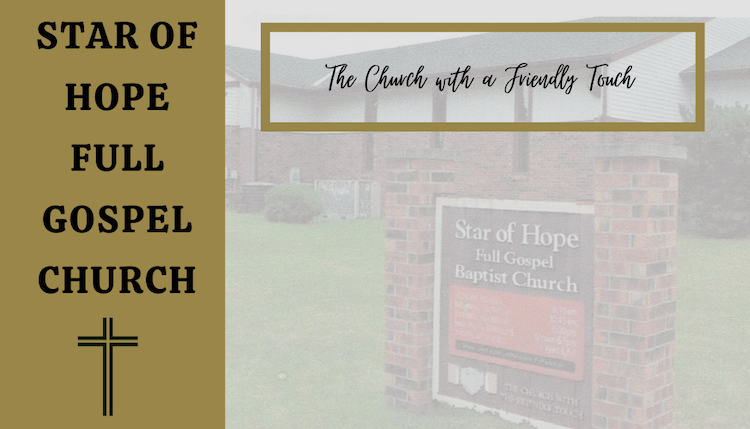 STAR OF
HOPE
FULL
GOSPEL
CHURCH
The Church with a Friendly Touch
Star of Hope
Full Gospel
Baptist Church
THE CHURCH WITH
THE FRIENDLY TOUCH